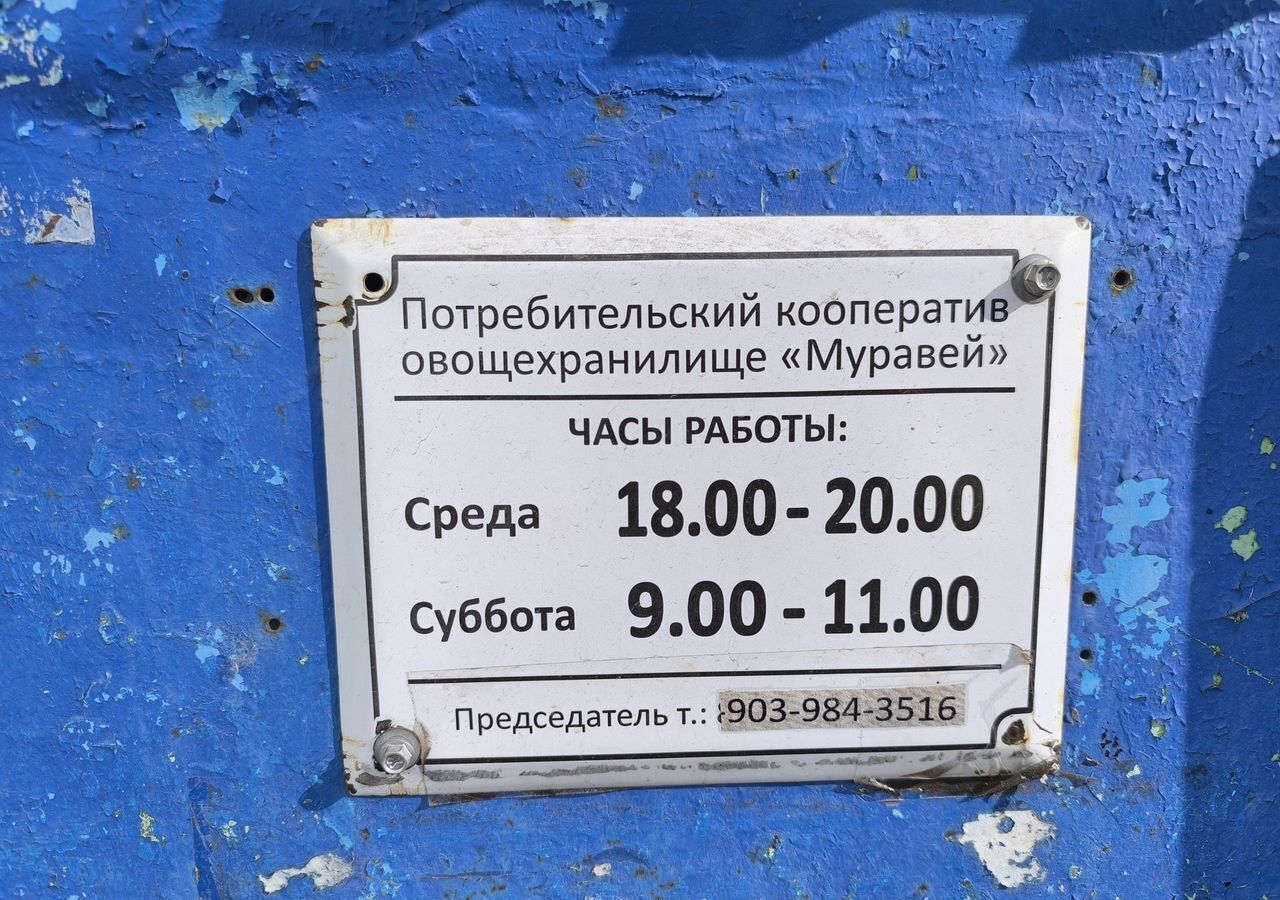 Потребительский кооператив
овощехранилище «Муравей»
ЧАСЫ РАБОТЫ:
Среда 18.00 - 20.00
Суббота 9.00 - 11.00
Председатель т.: 903-984-3516